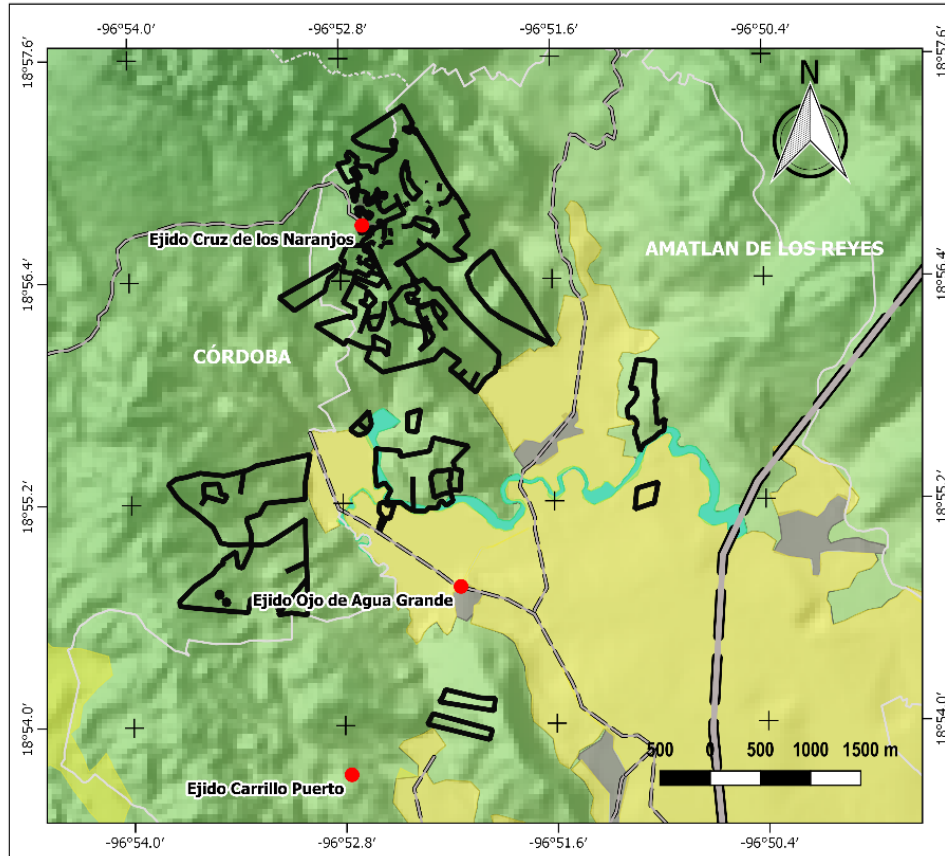 -96°54.0′ -96°52.8′ -96°51.6′ -96°50.4′
18°57.6′ 18°57.6′
N
Ejido Cruz de los Naranjos
AMATLAN DE LOS REYES
18°56.4′ 18°56.4′
CÓRDOBA
18°55.2′ 18°55.2′
Ejido Ojo de Agua Grande
18°54.0′ 18°54.0′
500 0 500 1000 1500 m
Ejido Carrillo Puerto
-96°54.0′ -96°52.8′ -96°51.6′ -96°50.4′